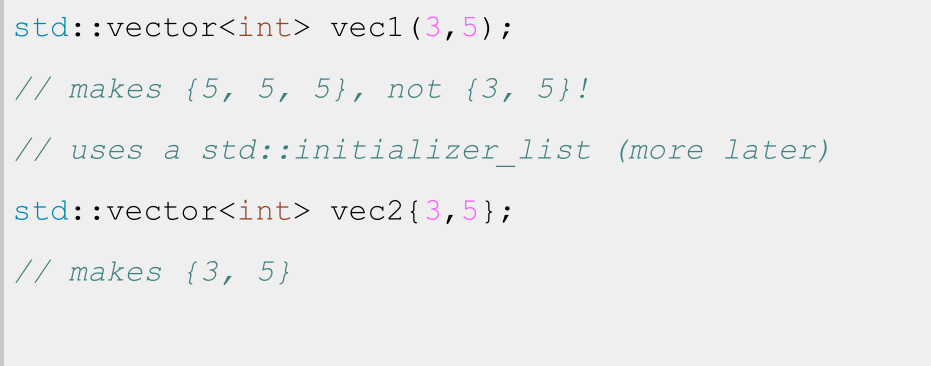 std::vector<int> vec1(3,5);
// makes {5, 5, 5}, not {3, 5}!
// uses a std::initializer_list (more later)
std::vector<int> vec2{3,5};
// makes {3, 5}